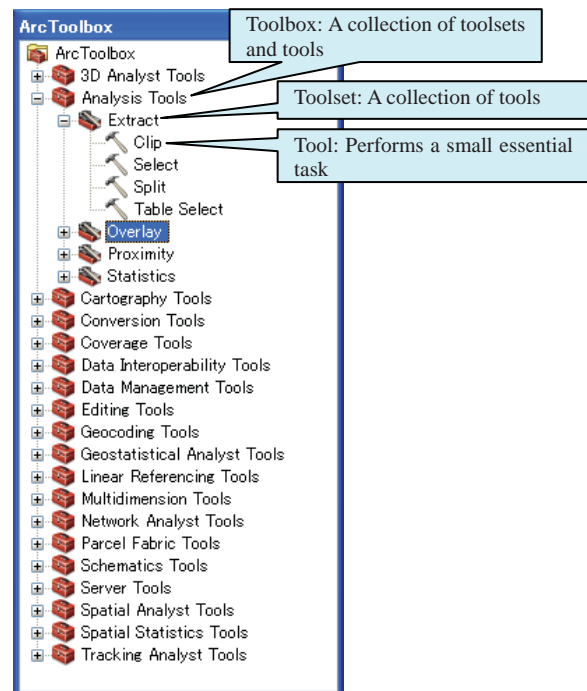 ArcToolbox
Toolbox: A collection of toolsets
and tools
ArcToolbox
3D Analyst Tools
Analysis Tools
Toolset: A collection of tools
Extract
Clip
Tool: Performs a small essential
task
Select
Split
Table Select
Overlay
Proximity
Statistics
Cartography Tools
Conversion Tools
Coverage Tools
Data Interoperability Tools
Data Management Tools
Editing Tools
Geocoding Tools
Geostatistical Analyst Tools
Linear Referencing Tools
Multidimension Tools
Network Analyst Tools
Parcel Fabric Tools
Schematics Tools
Server Tools
Spatial Analyst Tools
Spatial Statistics Tools
Tracking Analyst Tools